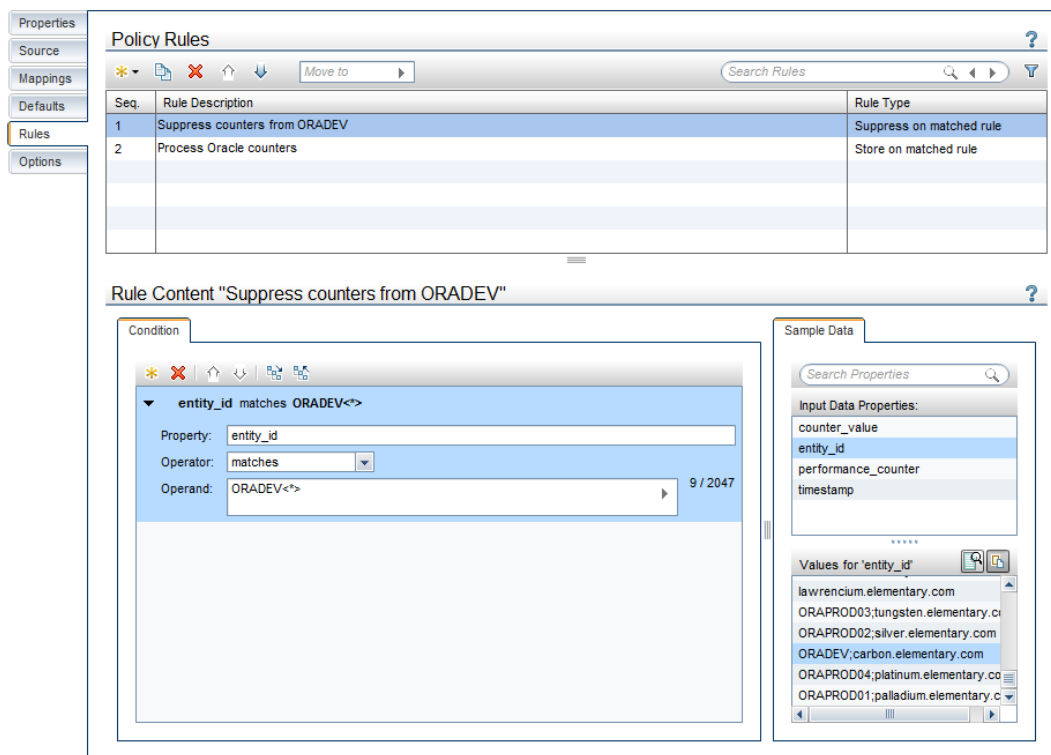 Properties
Source
Mappings
Defaults
Rules
Options
Policy Rules
?
Move to
Search Rules
Seq. Rule Description Rule Type
1 Suppress counters from ORADEV Suppress on matched rule
2 Process Oracle counters Store on matched rule
Rule Content "Suppress counters from ORADEV"
?
Condition
entity_id matches ORADEV<*>
Property: entity_id
Operator: matches
Operand: ORADEV<*>
9 / 2047
Sample Data
Search Properties
Input Data Properties:
counter_value
entity_id
performance_counter
timestamp
Values for 'entity_id'
lawrencium.elementary.com
ORAPROD03;tungsten.elementary.c
ORAPROD02;silver.elementary.com
ORADEV;carbon.elementary.com
ORAPROD04;platinum.elementary.co
ORAPROD01;palladium.elementary.c